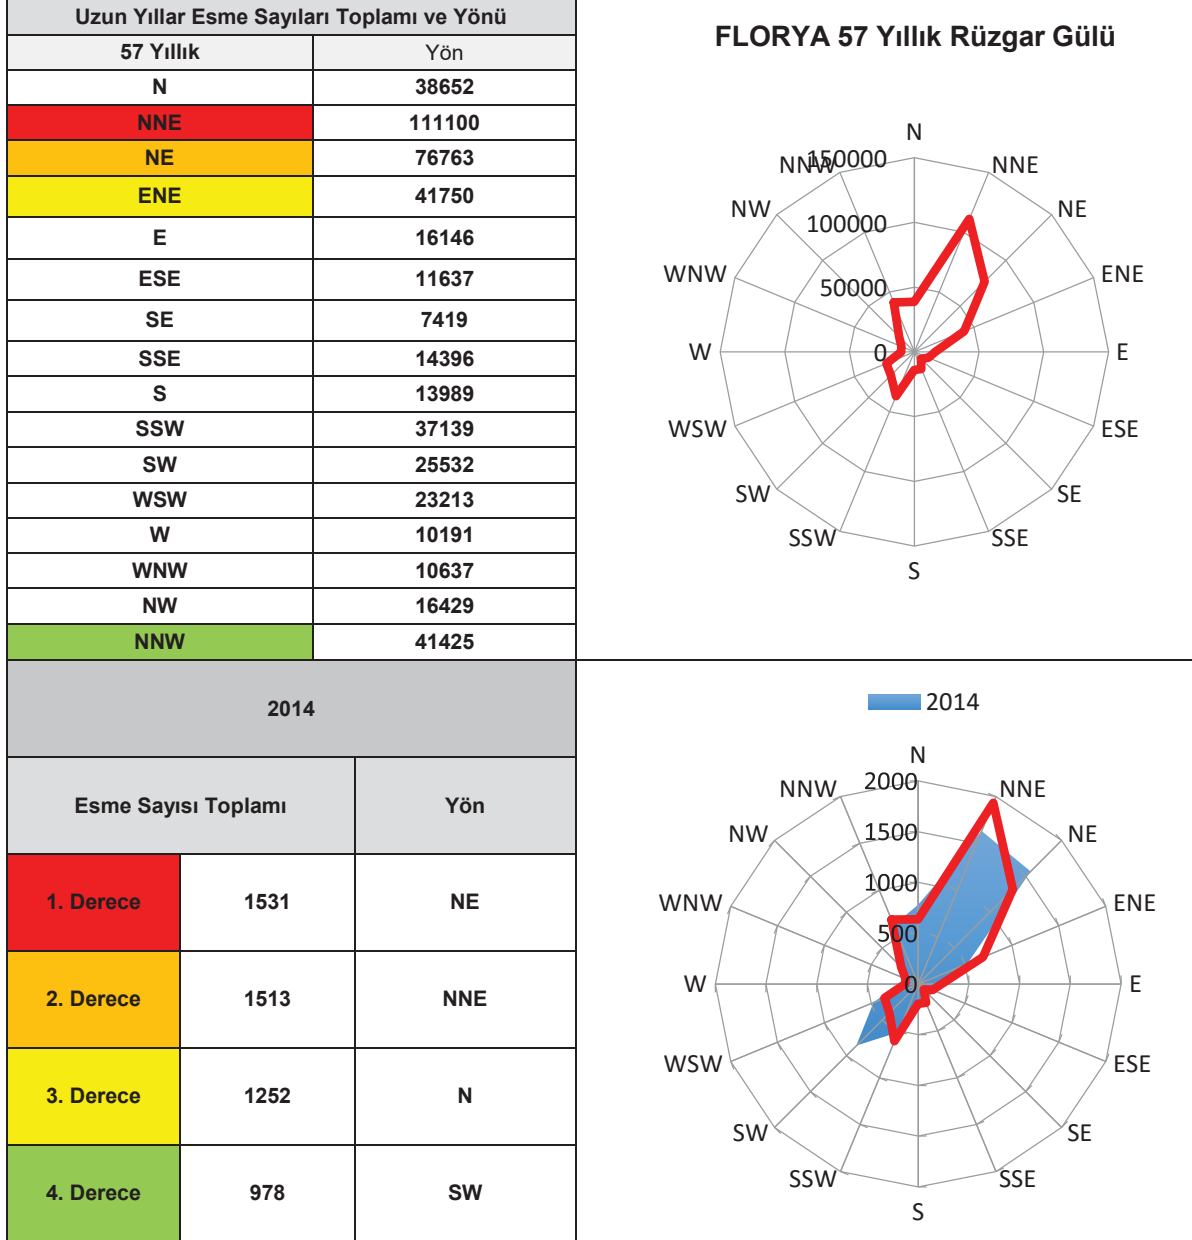 Uzun Yıllar Esme Sayıları Toplamı ve Yönü
57 Yıllık Yön
N 38652
NNE 111100
NE 76763
ENE 41750
E 16146
ESE 11637
SE 7419
SSE 14396
S 13989
SSW 37139
SW 25532
WSW 23213
W 10191
WNW 10637
NW 16429
NNW 41425
FLORYA 57 Yıllık Rüzgar Gülü
N
NNE
NE
ENE
E
ESE
SE
SSE
S
SSW
SW
WSW
W
WNW
NW
NNW
150000
100000
50000
0
2014
Esme Sayısı Toplamı Yön
1. Derece 1531 NE
2. Derece 1513 NNE
3. Derece 1252 N
4. Derece 978 SW
2014
N
NNE
NE
ENE
E
ESE
SE
SSE
S
SSW
SW
WSW
W
WNW
NW
NNW
2000
1500
1000
500
0